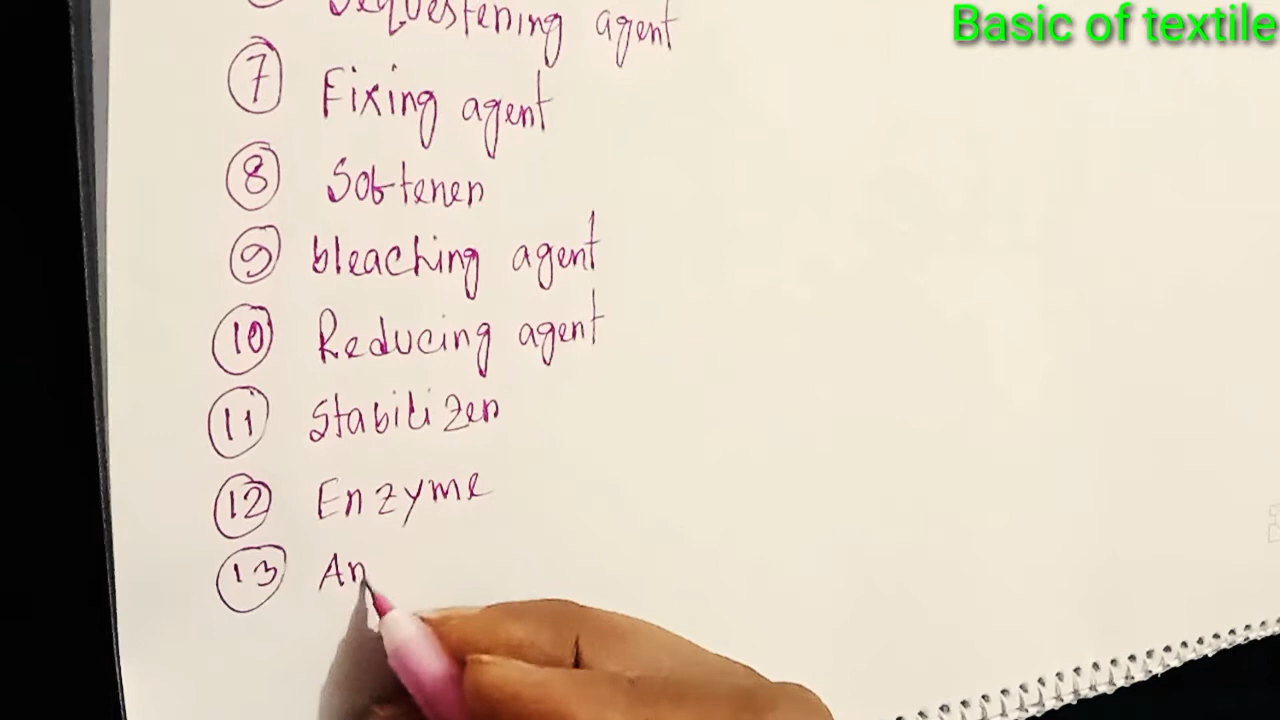 Basic of textile
Sequestering agent
7 Fixing agent
8 Softener
9 bleaching agent
10 Reducing agent
11 Stabilizer
12 Enzyme
13 An